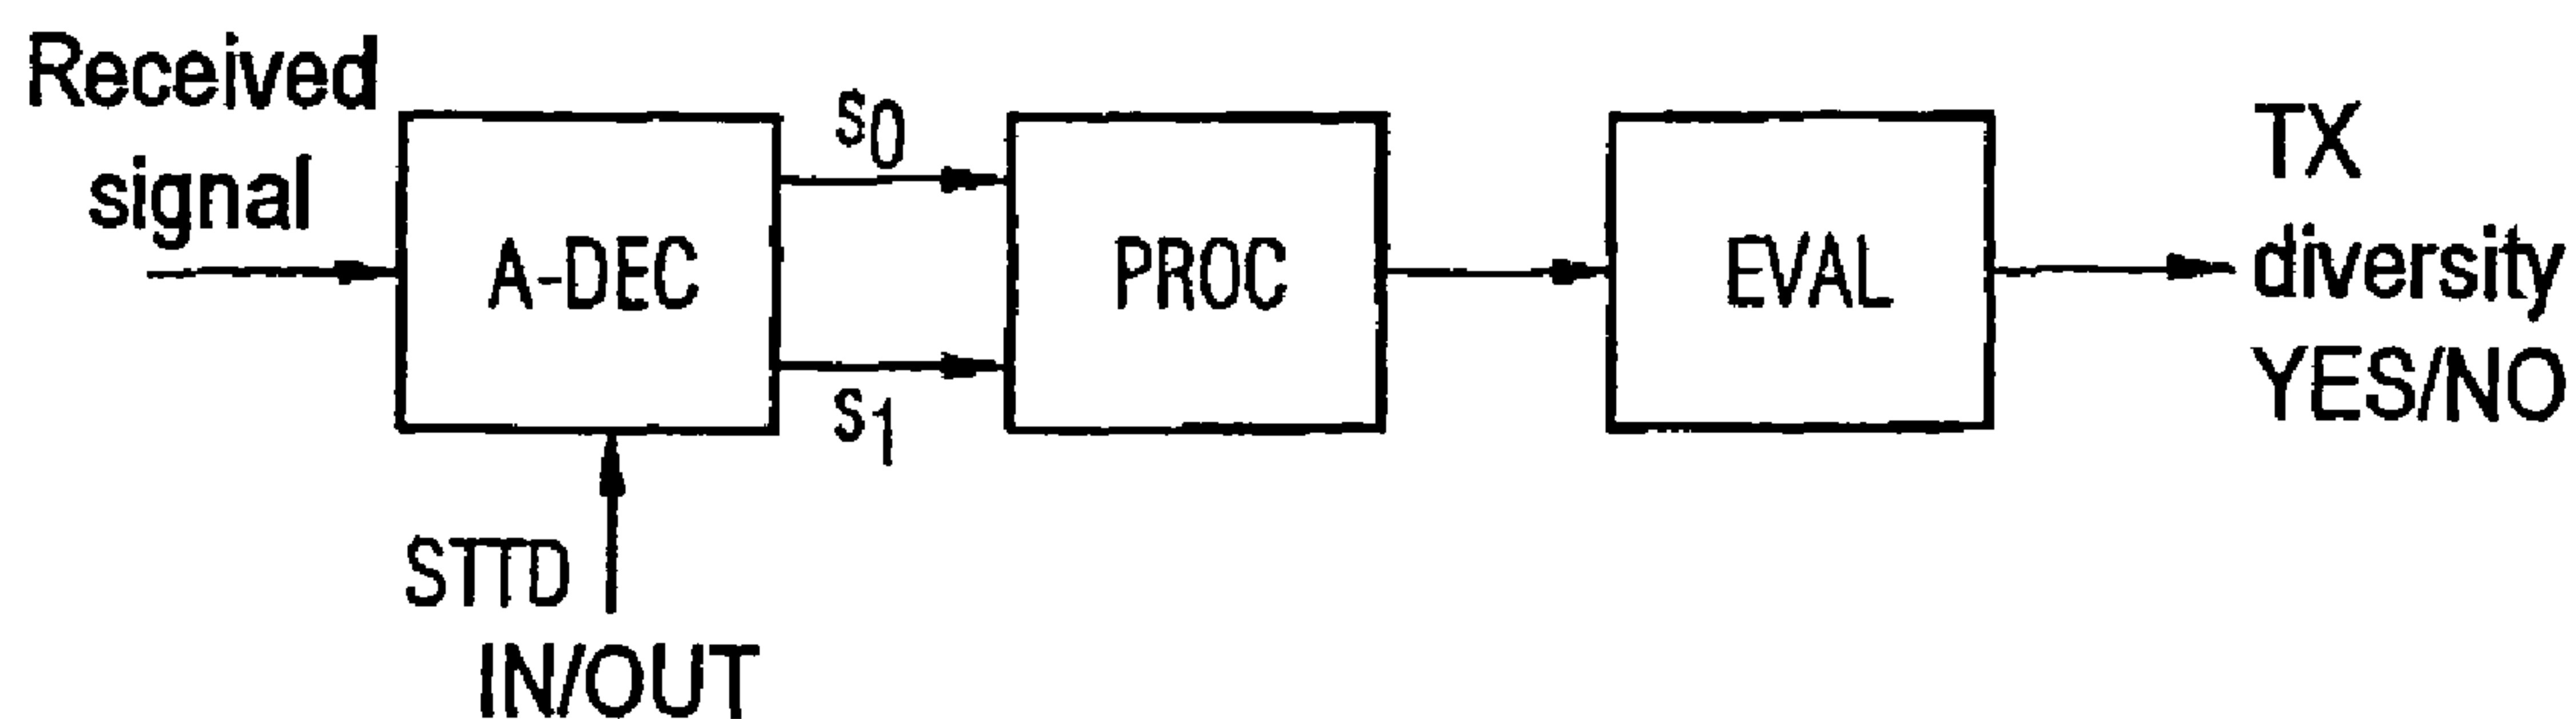 Received
signal
A-DEC
s0
s1
PROC
EVAL
TX
diversity
YES/NO
STTD
IN/OUT